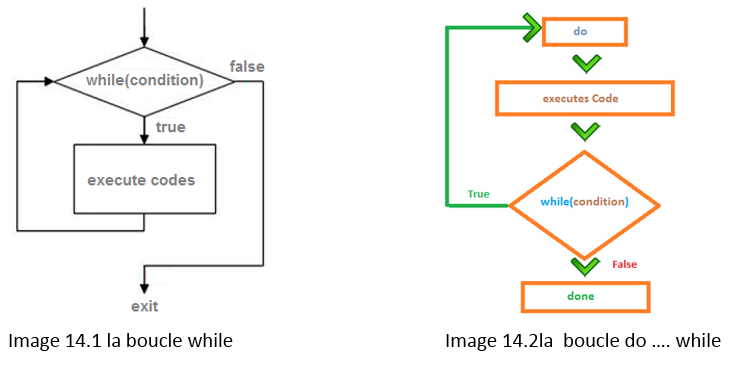 while(condition)
false
true
execute codes
exit
Image 14.1 la boucle while
do
executes Code
True
while(condition)
False
done
Image 14.2la  boucle do …. while